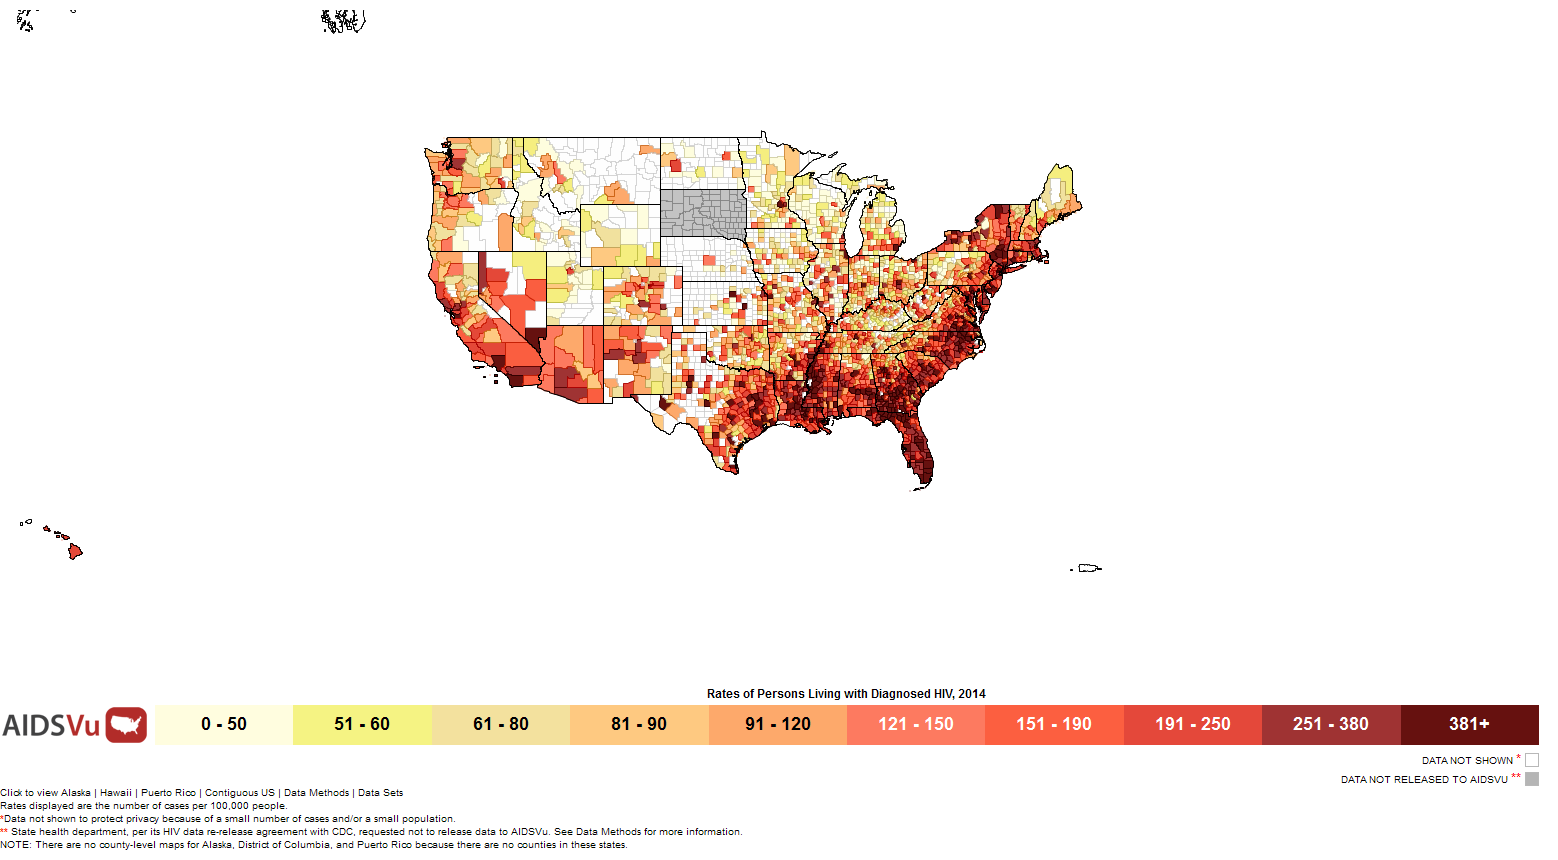 Rates of Persons Living with Diagnosed HIV, 2014
AIDSVu
0 - 50
51 - 60
61 - 80
81 - 90
91 - 120
121 - 150
151 - 190
191 - 250
251 - 380
381+
DATA NOT SHOWN *
DATA NOT RELEASED TO AIDSVU **
Click to view Alaska | Hawaii | Puerto Rico | Contiguous US | Data Methods | Data Sets
Rates displayed are the number of cases per 100,000 people.
*Data not shown to protect privacy because of a small number of cases and/or a small population.
** State health department, per its HIV data re-release agreement with CDC, requested not to release data to AIDSVu. See Data Methods for more information.
NOTE: There are no county-level maps for Alaska, District of Columbia, and Puerto Rico because there are no counties in these states.